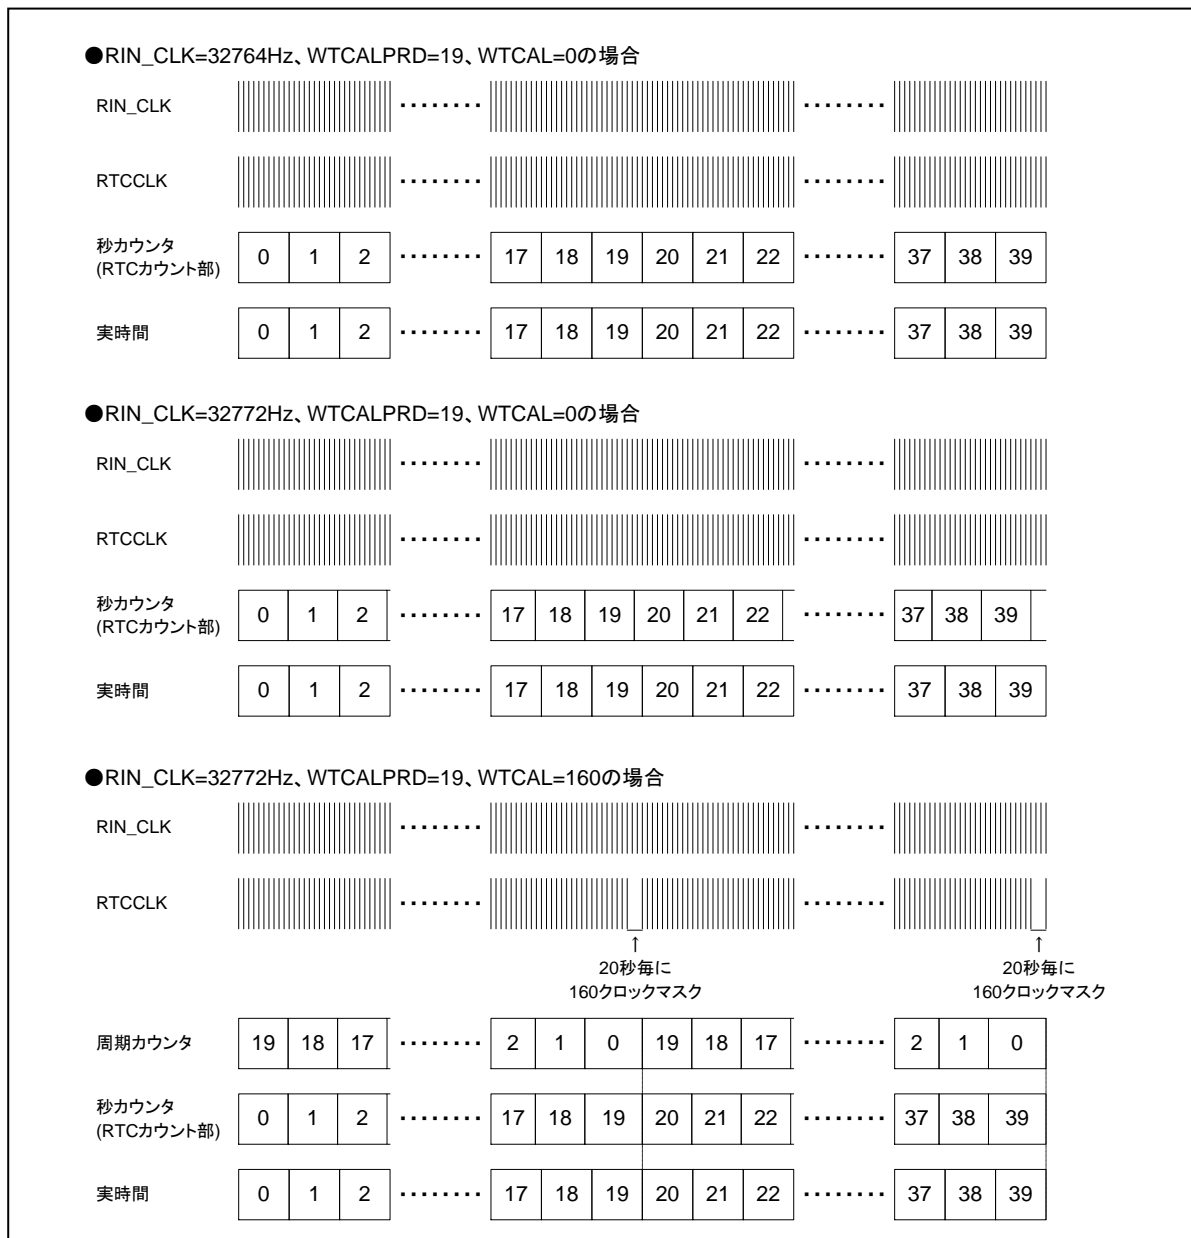 ●RIN_CLK=32764Hz、WTCALPRD=19、WTCAL=0の場合
RIN_CLK ········ ········
RTCCLK ········ ········
秒カウンタ
(RTCカウント部)
0 1 2 ········ 17 18 19 20 21 22 ········ 37 38 39
実時間 0 1 2 ········ 17 18 19 20 21 22 ········ 37 38 39
●RIN_CLK=32772Hz、WTCALPRD=19、WTCAL=0の場合
RIN_CLK ········ ········
RTCCLK ········ ········
秒カウンタ
(RTCカウント部)
0 1 2 ········ 17 18 19 20 21 22 ········ 37 38 39
実時間 0 1 2 ········ 17 18 19 20 21 22 ········ 37 38 39
●RIN_CLK=32772Hz、WTCALPRD=19、WTCAL=160の場合
RIN_CLK ········ ········
RTCCLK ········ ········
↑ ↑
20秒毎に
160クロックマスク
20秒毎に
160クロックマスク
周期カウンタ 19 18 17 ········ 2 1 0 19 18 17 ········ 2 1 0
秒カウンタ
(RTCカウント部)
0 1 2 ········ 17 18 19 20 21 22 ········ 37 38 39
実時間 0 1 2 ········ 17 18 19 20 21 22 ········ 37 38 39